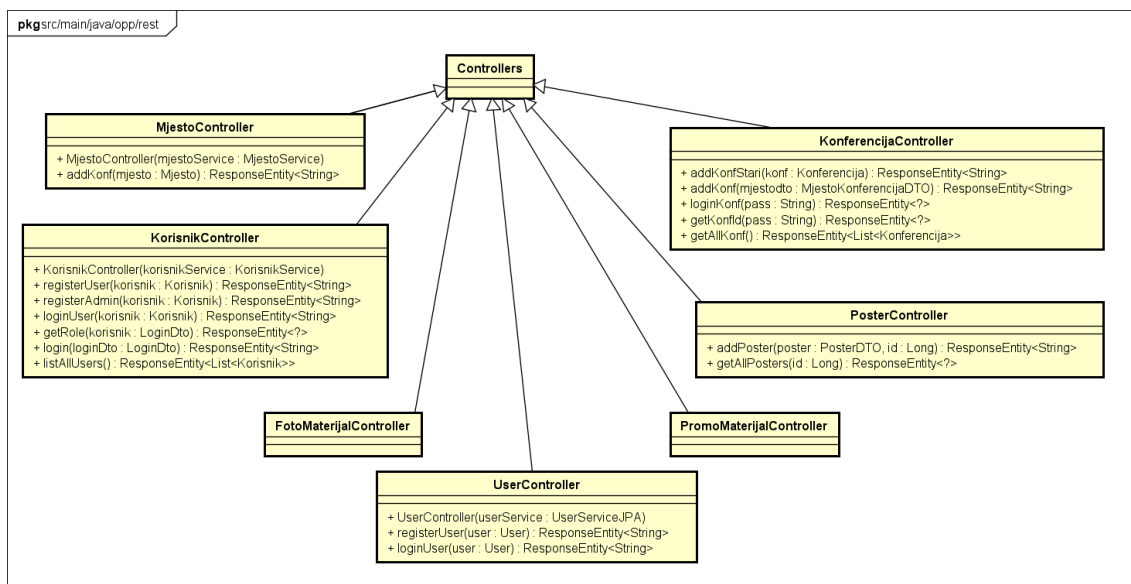 pkg src/main/java/opp/rest
Controllers
MjestoController
+ MjestoController(mjestoService : MjestoService)
+ addKonf(mjesto : Mjesto) : ResponseEntity<String>
KonferencijaController
+ addKonfStari(konf : Konferencija) : ResponseEntity<String>
+ addKonf(mjestodto : MjestoKonferencijaDTO) : ResponseEntity<String>
+ loginKonf(pass : String) : ResponseEntity<?>
+ getKonfId(pass : String) : ResponseEntity<?>
+ getAllKonf() : ResponseEntity<List<Konferencija>>
KorisnikController
+ KorisnikController(korisnikService : KorisnikService)
+ registerUser(korisnik : Korisnik) : ResponseEntity<String>
+ registerAdmin(korisnik : Korisnik) : ResponseEntity<String>
+ loginUser(korisnik : Korisnik) : ResponseEntity<String>
+ getRole(korisnik : LoginDto) : ResponseEntity<?>
+ login(loginDto : LoginDto) : ResponseEntity<String>
+ listAllUsers() : ResponseEntity<List<Korisnik>>
PosterController
+ addPoster(poster : PosterDTO, id : Long) : ResponseEntity<String>
+ getAllPosters(id : Long) : ResponseEntity<?>
FotoMaterijalController
PromoMaterijalController
UserController
+ UserController(userService : UserServiceJPA)
+ registerUser(user : User) : ResponseEntity<String>
+ loginUser(user : User) : ResponseEntity<String>